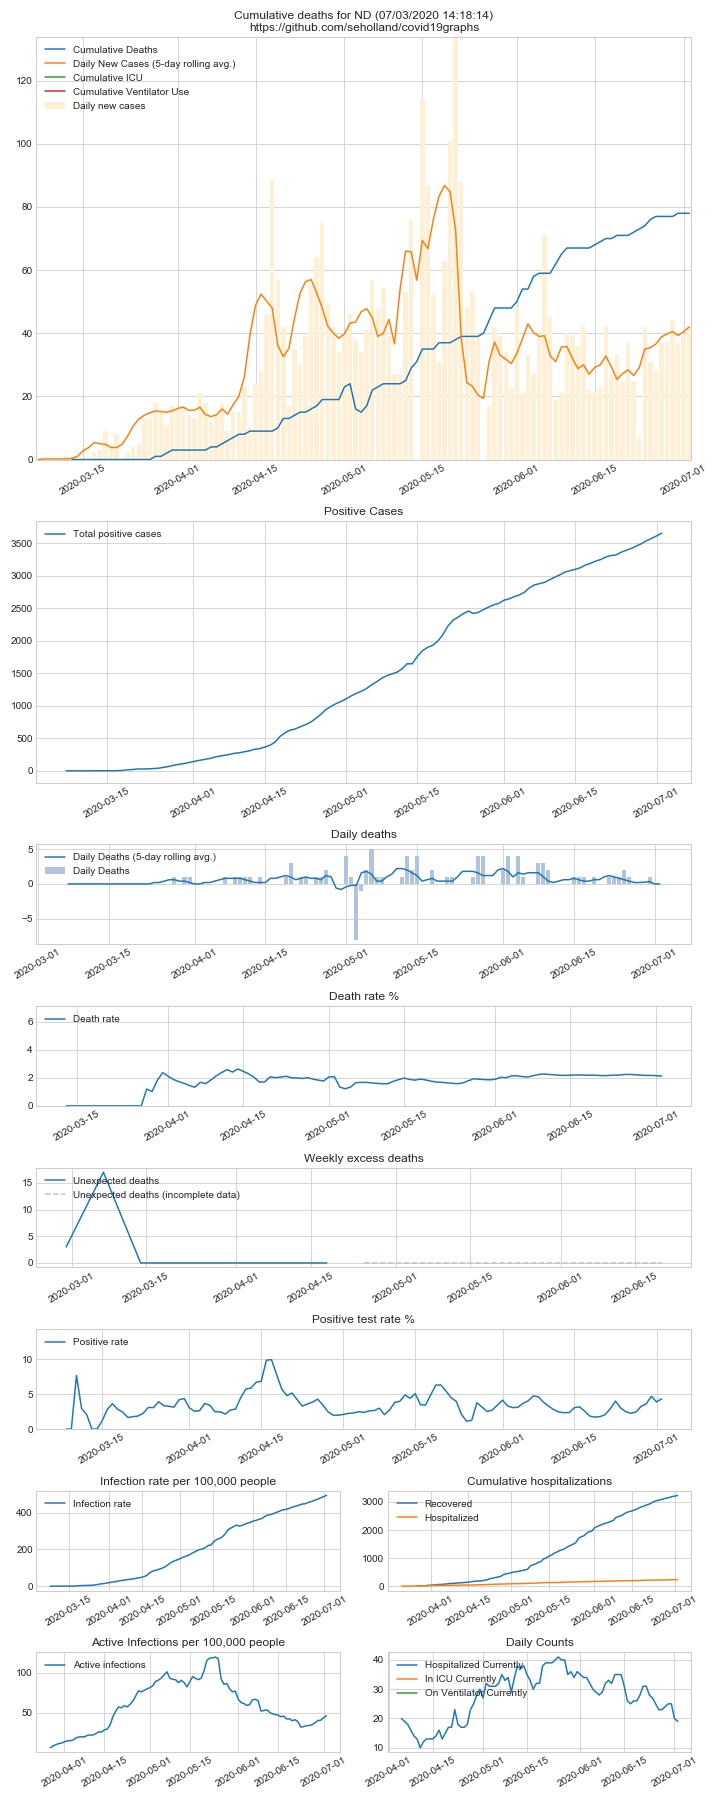 Cumulative deaths for ND (07/03/2020 14:18:14)
https://github.com/seholland/covid19graphs
Cumulative Deaths
Daily New Cases (5-day rolling avg.)
Cumulative ICU
Cumulative Ventilator Use
Daily new cases
120
100
80
60
40
20
0
2020-03-15 2020-04-01 2020-04-15 2020-05-01 2020-05-15 2020-06-01 2020-06-15 2020-07-01
Positive Cases
Total positive cases
3500
3000
2500
2000
1500
1000
500
0
2020-03-15 2020-04-01 2020-04-15 2020-05-01 2020-05-15 2020-06-01 2020-06-15 2020-07-01
Daily deaths
Daily Deaths (5-day rolling avg.)
Daily Deaths
5
0
−5
2020-03-01 2020-03-15 2020-04-01 2020-04-15 2020-05-01 2020-05-15 2020-06-01 2020-06-15 2020-07-01
Death rate %
Death rate
6
4
2
0
2020-03-15 2020-04-01 2020-04-15 2020-05-01 2020-05-15 2020-06-01 2020-06-15 2020-07-01
Weekly excess deaths
Unexpected deaths
Unexpected deaths (incomplete data)
15
10
5
0
2020-03-01 2020-03-15 2020-04-01 2020-04-15 2020-05-01 2020-05-15 2020-06-01 2020-06-15
Positive test rate %
Positive rate
10
5
0
2020-03-15 2020-04-01 2020-04-15 2020-05-01 2020-05-15 2020-06-01 2020-06-15 2020-07-01
Infection rate per 100,000 people
Infection rate
400
200
0
2020-03-15 2020-04-01 2020-04-15 2020-05-01 2020-05-15 2020-06-01 2020-06-15 2020-07-01
Cumulative hospitalizations
Recovered
Hospitalized
3000
2000
1000
0
2020-04-01 2020-04-15 2020-05-01 2020-05-15 2020-06-01 2020-06-15 2020-07-01
Active Infections per 100,000 people
Active infections
100
50
2020-04-01 2020-04-15 2020-05-01 2020-05-15 2020-06-01 2020-06-15 2020-07-01
Daily Counts
Hospitalized Currently
In ICU Currently
On Ventilator Currently
40
30
20
10
2020-04-01 2020-04-15 2020-05-01 2020-05-15 2020-06-01 2020-06-15 2020-07-01